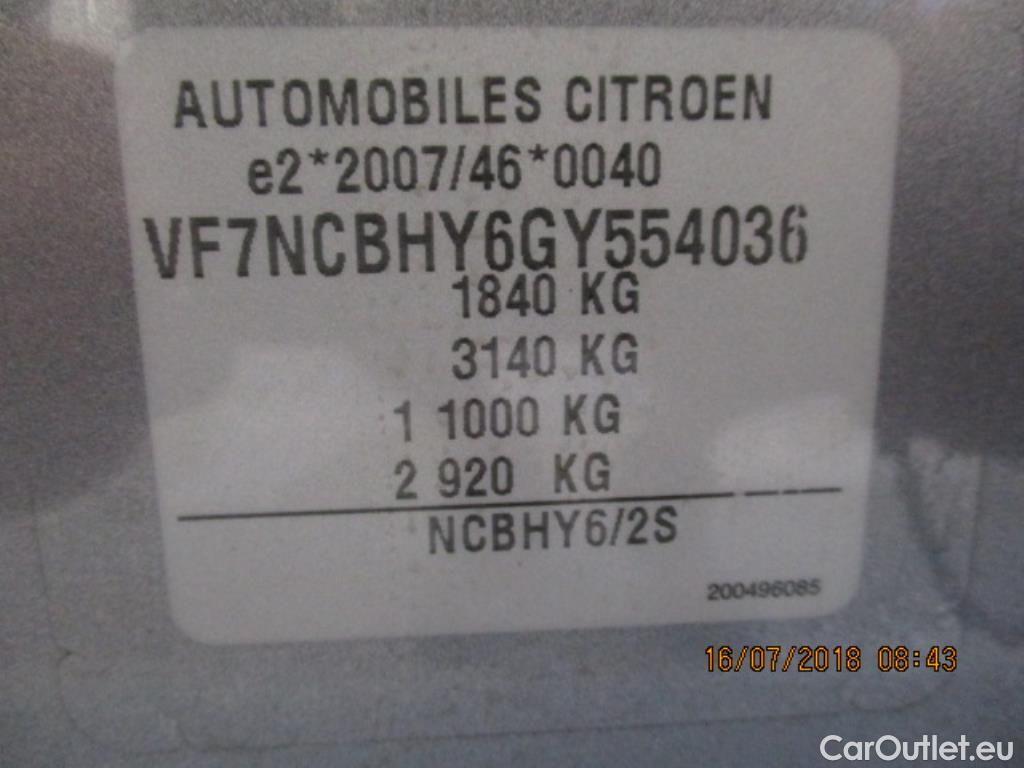 AUTOMOBILES CITROEN
e2*2007/46*0040
VF7NCBHY6GY554036
1840 KG
3140 KG
1 1000 KG
2 920 KG
NCBHY6/2S
200496085
16/07/2018 08:43
CarOutlet.eu